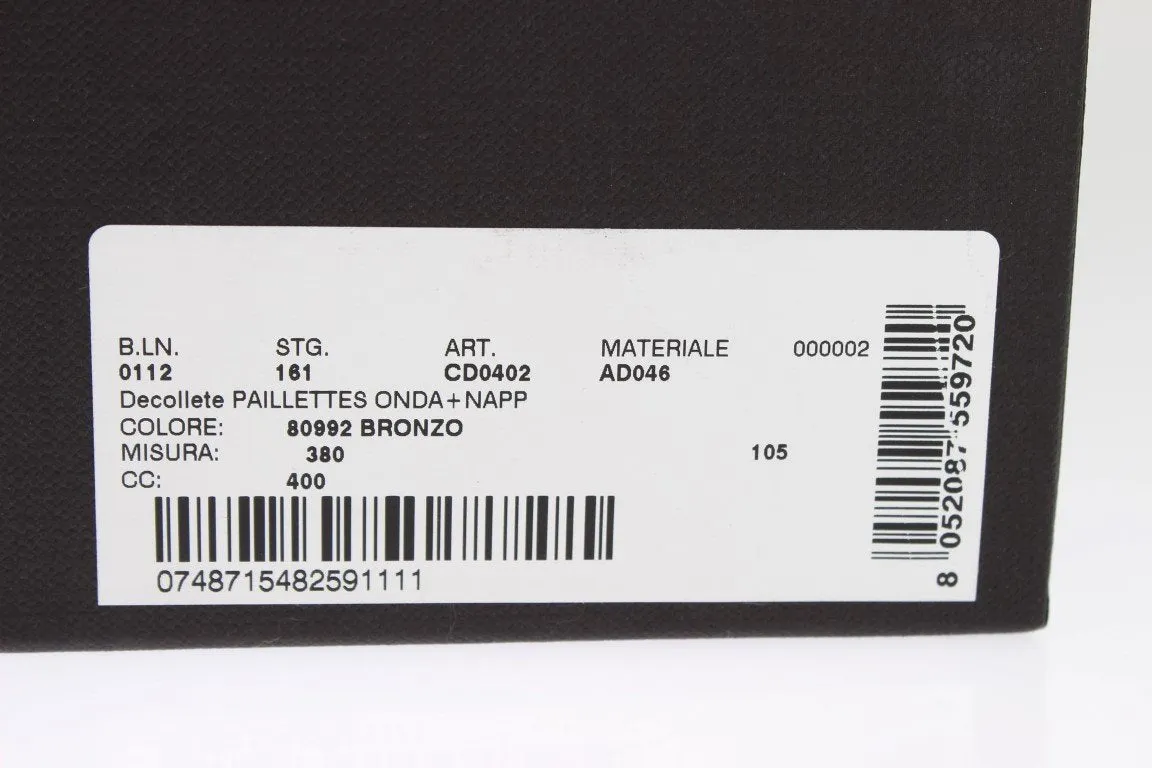 B.LN. STG. ART. MATERIALE 000002
0112 161 CD0402 AD046
Decollete PAILLETTES ONDA+NAPP
COLORE: 80992 BRONZO
MISURA: 380 105
CC: 400
0748715482591111
8 052087 559720